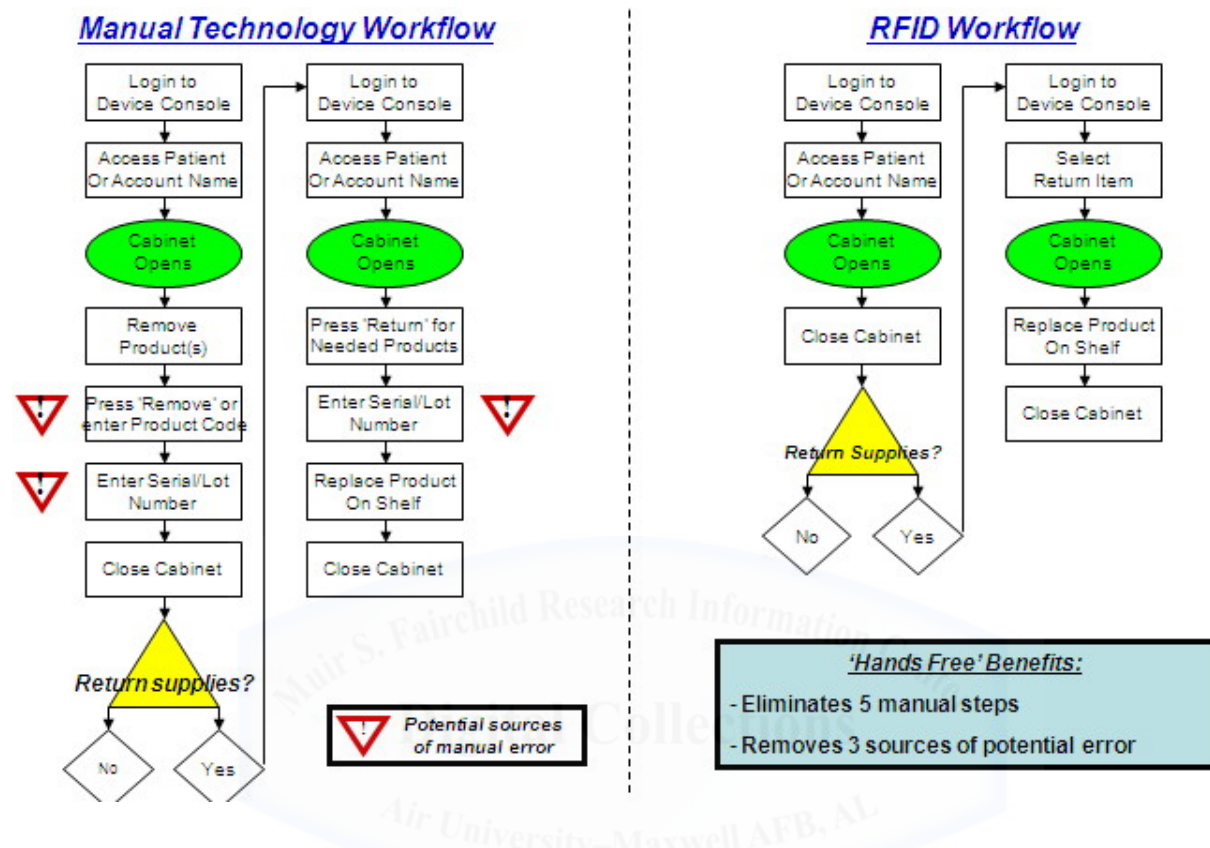 Manual Technology Workflow
Login to
Device Console
Access Patient
Or Account Name
Cabinet
Opens
Remove
Product(s)
!
Press 'Remove' or
enter Product Code
!
Enter Serial/Lot
Number
Close Cabinet
Return supplies?
No
Yes
Login to
Device Console
Access Patient
Or Account Name
Cabinet
Opens
Press 'Return' for
Needed Products
Enter Serial/Lot
Number
!
Replace Product
On Shelf
Close Cabinet
!
Potential sources
of manual error
RFID Workflow
Login to
Device Console
Access Patient
Or Account Name
Cabinet
Opens
Close Cabinet
Return Supplies?
No
Yes
Login to
Device Console
Select
Return Item
Cabinet
Opens
Replace Product
On Shelf
Close Cabinet
'Hands Free' Benefits:
- Eliminates 5 manual steps
- Removes 3 sources of potential error
Muir S. Fairchild Research Information
Digital Collections
Air University–Maxwell AFB, AL